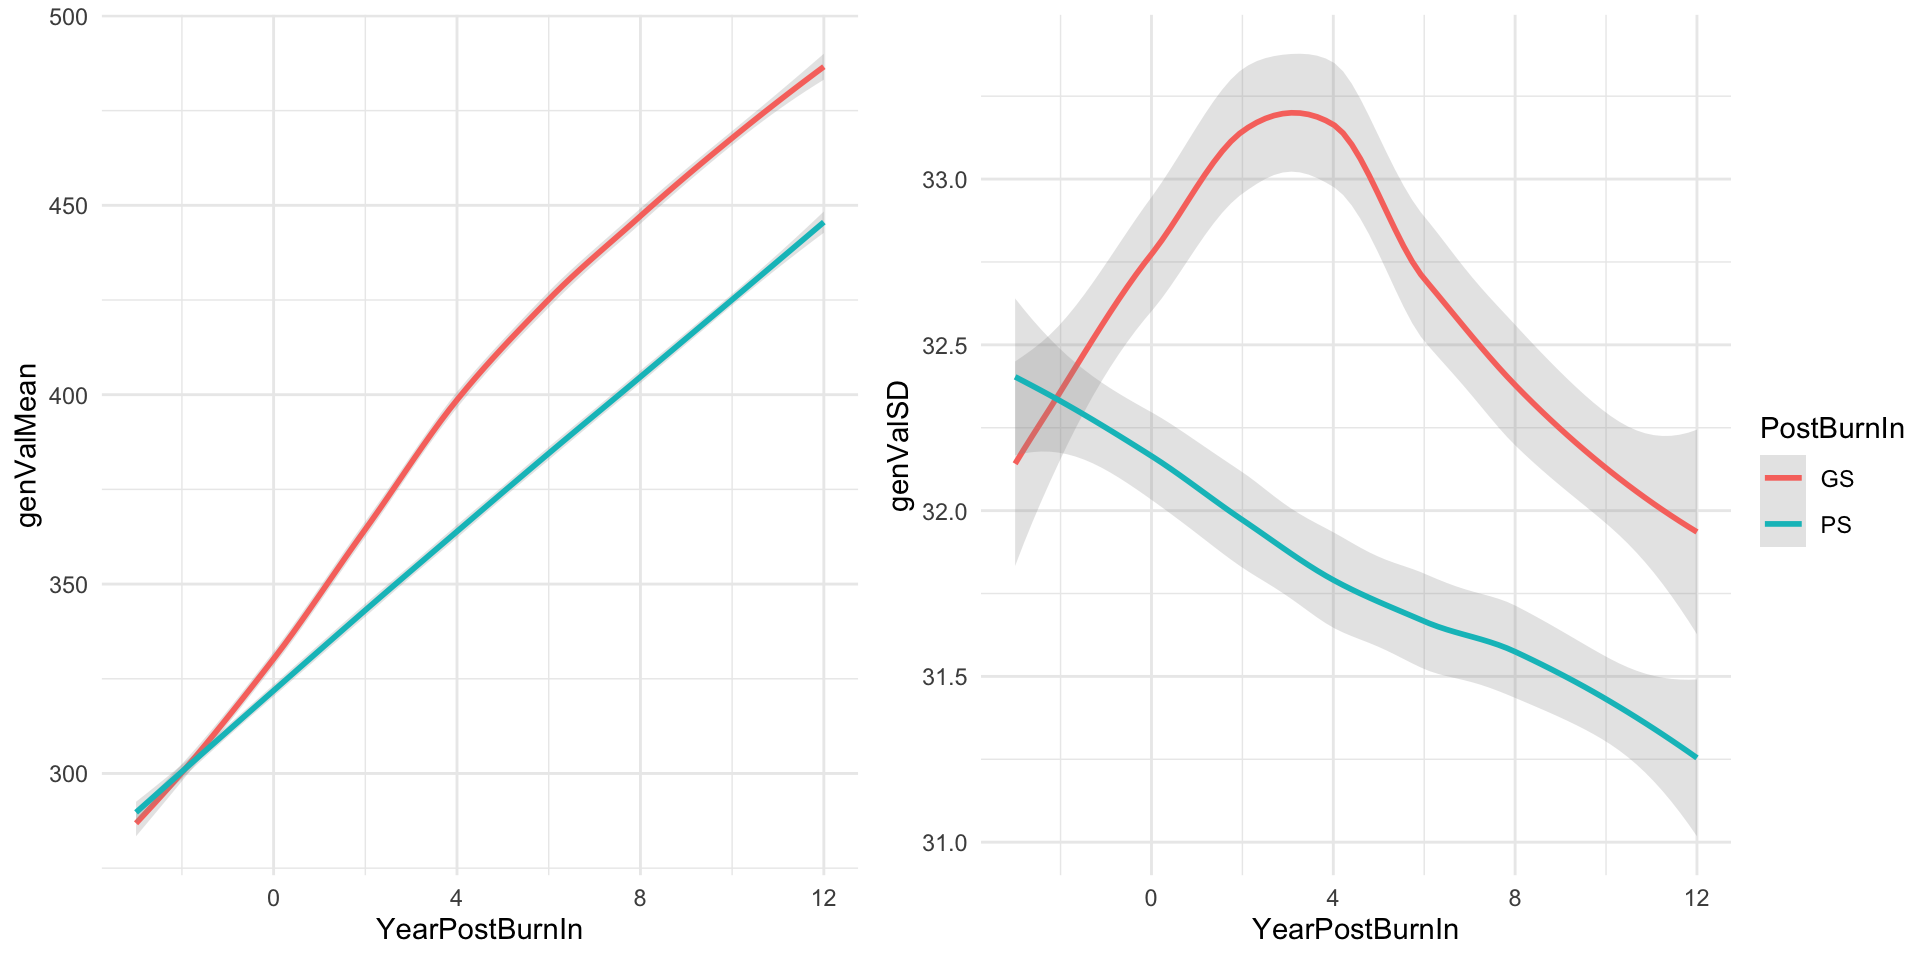 500
450
400
350
300
genValMean
0 4 8 12
YearPostBurnIn
33.0
32.5
32.0
31.5
31.0
genValSD
0 4 8 12
YearPostBurnIn
PostBurnIn
GS
PS